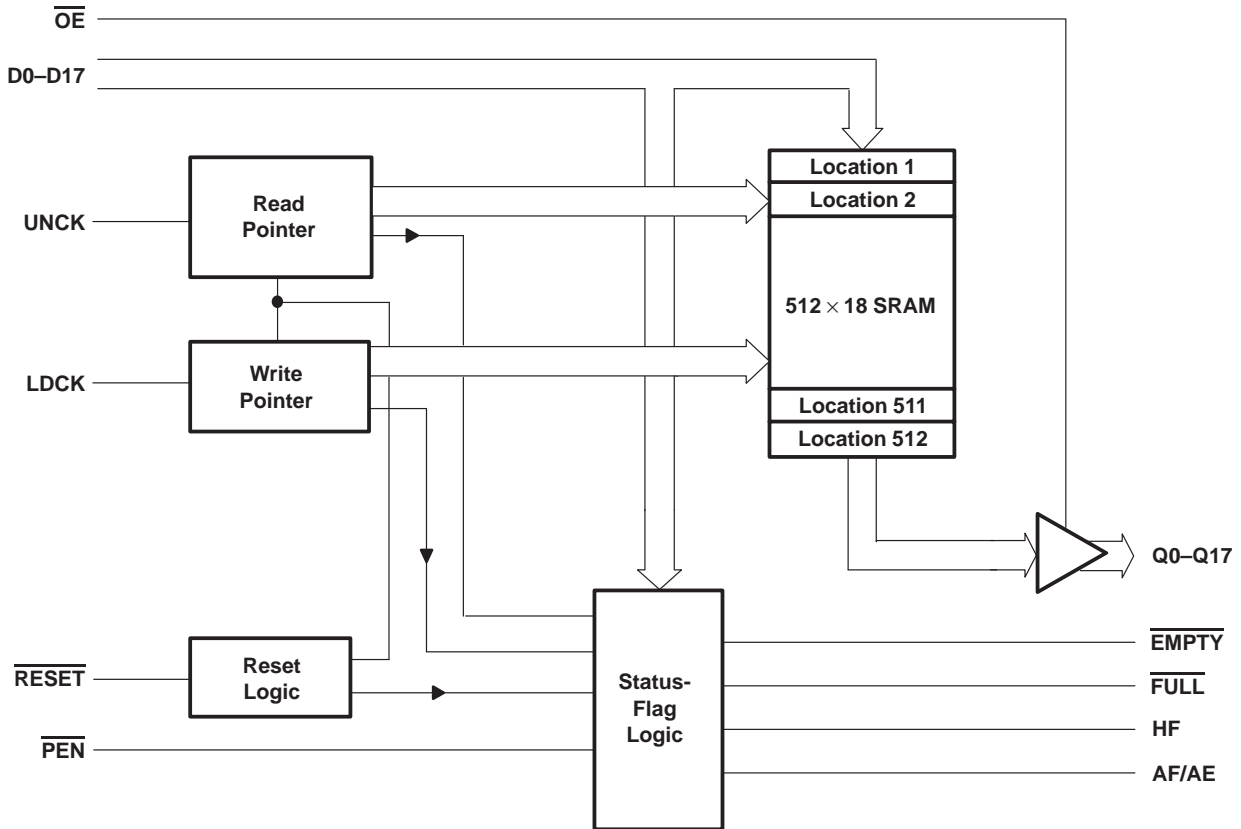 OE
D0–D17
Location 1
Location 2
Read
Pointer
UNCK
512 × 18 SRAM
Write
Pointer
LDCK
Location 511
Location 512
Q0–Q17
Reset
Logic
RESET
Status-
Flag
Logic
PEN
EMPTY
FULL
HF
AF/AE